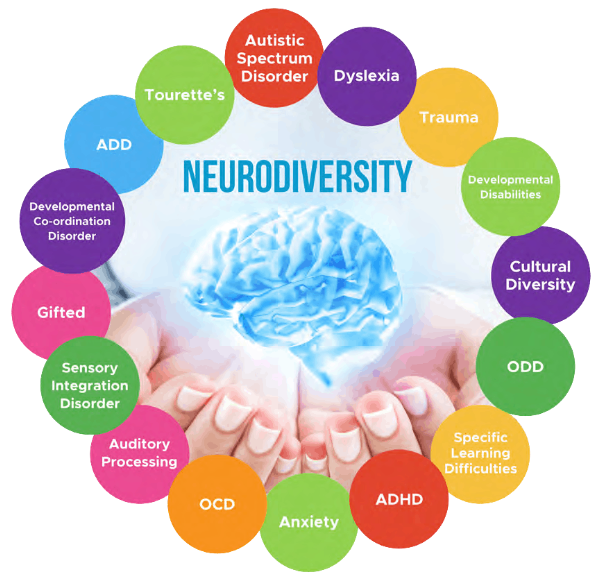 NEURODIVERSITY
Autistic
Spectrum
Disorder
Dyslexia
Trauma
Developmental
Disabilities
Cultural
Diversity
ODD
Specific
Learning
Difficulties
ADHD
Anxiety
OCD
Auditory
Processing
Sensory
Integration
Disorder
Gifted
Developmental
Co-ordination
Disorder
ADD
Tourette's